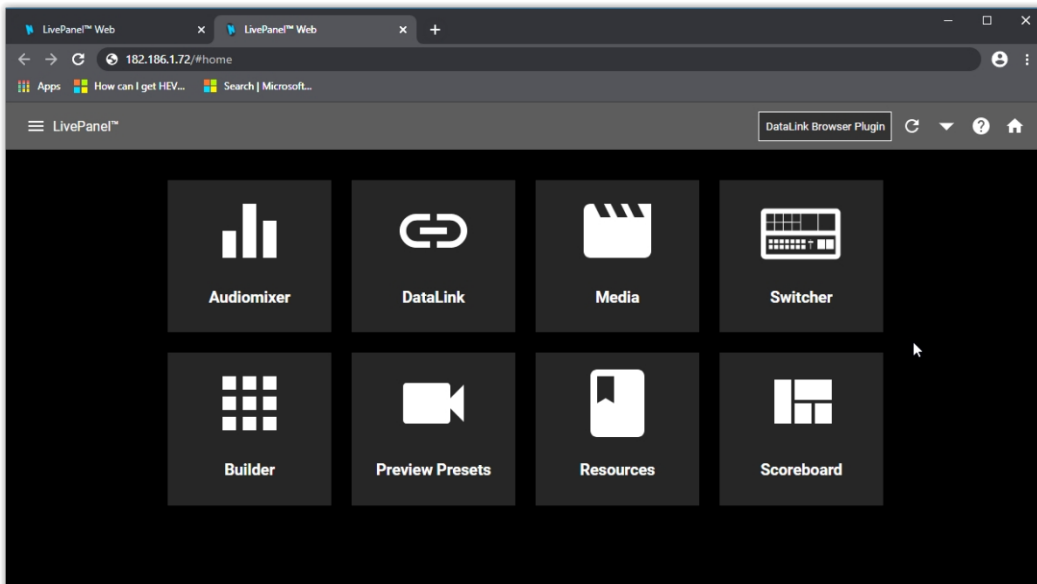 LivePanel™ Web
LivePanel™ Web
182.186.1.72/#home
Apps How can I get HEV... Search | Microsoft...
LivePanel™ DataLink Browser Plugin
Audiomixer DataLink Media Switcher
Builder Preview Presets Resources Scoreboard